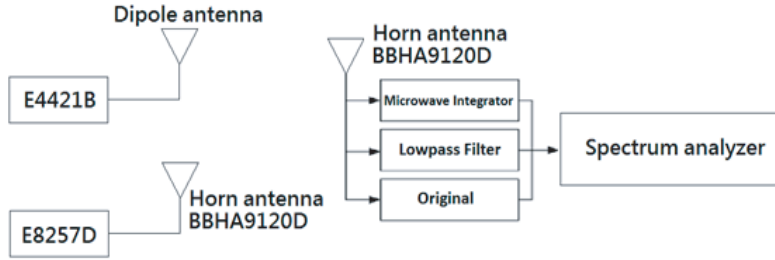 Dipole antenna
E4421B
Horn antenna
BBHA9120D
E8257D
Horn antenna
BBHA9120D
Microwave Integrator
Lowpass Filter
Original
Spectrum analyzer